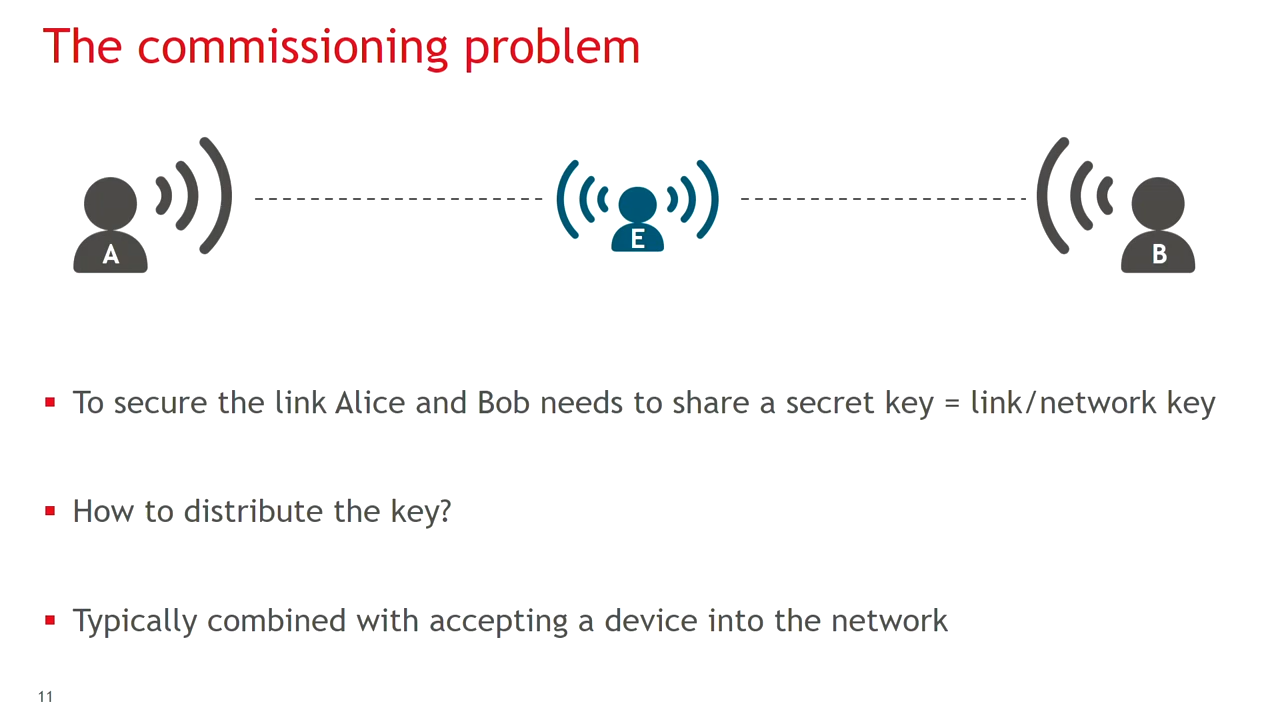 The commissioning problem
A
E
B
To secure the link Alice and Bob needs to share a secret key = link/network key
How to distribute the key?
Typically combined with accepting a device into the network
11